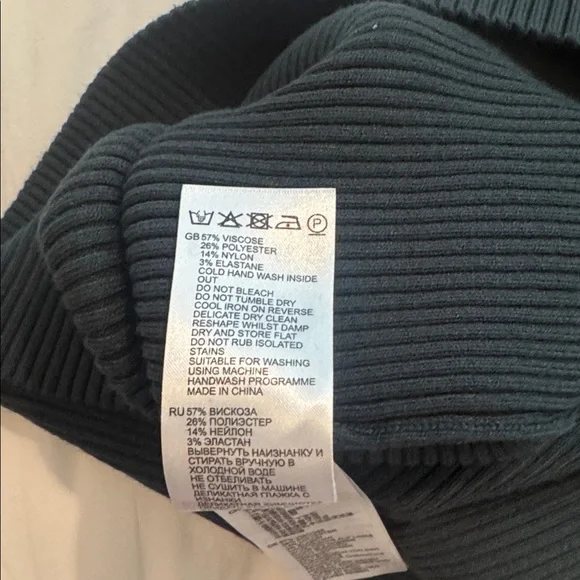 P
GB 57% VISCOSE
26% POLYESTER
14% NYLON
3% ELASTANE
COLD HAND WASH INSIDE
OUT
DO NOT BLEACH
DO NOT TUMBLE DRY
COOL IRON ON REVERSE
DELICATE DRY CLEAN
RESHAPE WHILST DAMP
DRY AND STORE FLAT
DO NOT RUB ISOLATED
STAINS
SUITABLE FOR WASHING
USING MACHINE
HANDWASH PROGRAMME
MADE IN CHINA
RU 57% ВИСКОЗА
26% ПОЛИЭСТЕР
14% НЕЙЛОН
3% ЭЛАСТАН
ВЫВЕРНУТЬ НАИЗНАНКУ И
СТИРАТЬ ВРУЧНУЮ В
ХОЛОДНОЙ ВОДЕ
НЕ ОТБЕЛИВАТЬ
НЕ СУШИТЬ В МАШИНЕ
ДЕЛИКАТНАЯ ГЛАЖКА С
ИЗНАНКИ